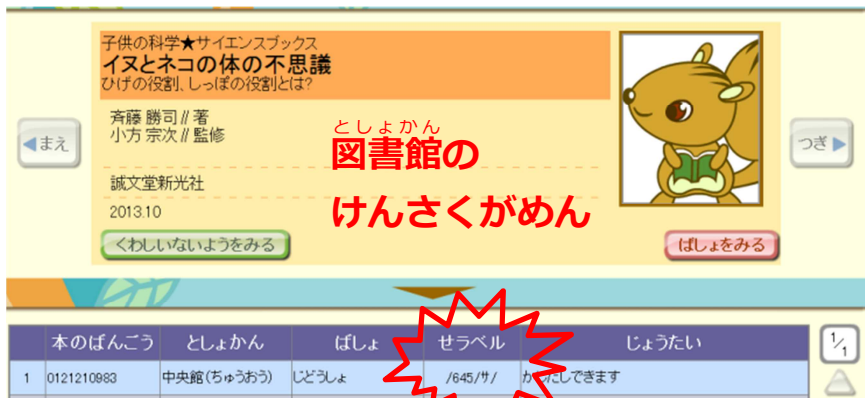 子供の科学★サイエンスブックス
イヌとネコの体の不思議
ひげの役割、しっぽの役割とは?
斉藤 勝司//著
小方 宗次//監修
誠文堂新光社
2013.10
◀まえ
つぎ▶
としょかん
図書館の
けんさくがめん
くわしいないようをみる
ばしょをみる
本のばんごう としょかん ばしょ せラベル じょうたい
1/1
1 0121210983 中央館(ちゅうおう) じどうしょ /645/サ/ かしだしできます